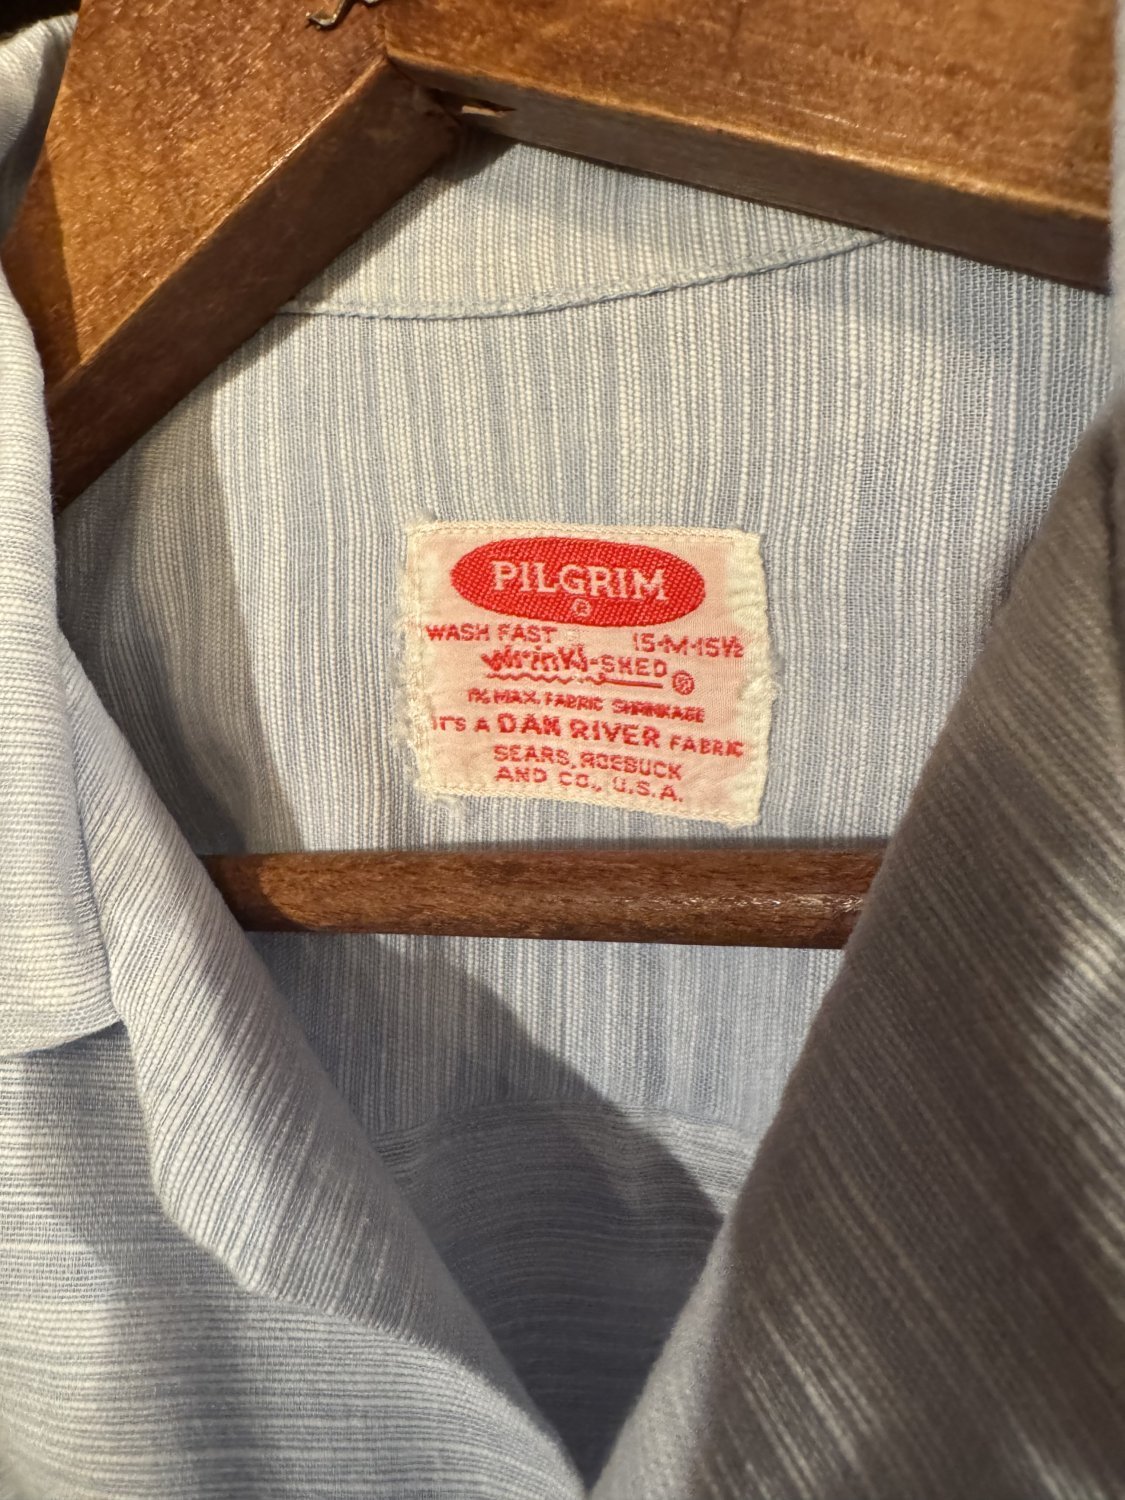 PILGRIM
®
WASH FAST 15-M-15½
Wrinkl-SHED ®
1% MAX. FABRIC SHRINKAGE
IT'S A DAN RIVER FABRIC
SEARS, ROEBUCK
AND CO., U.S.A.